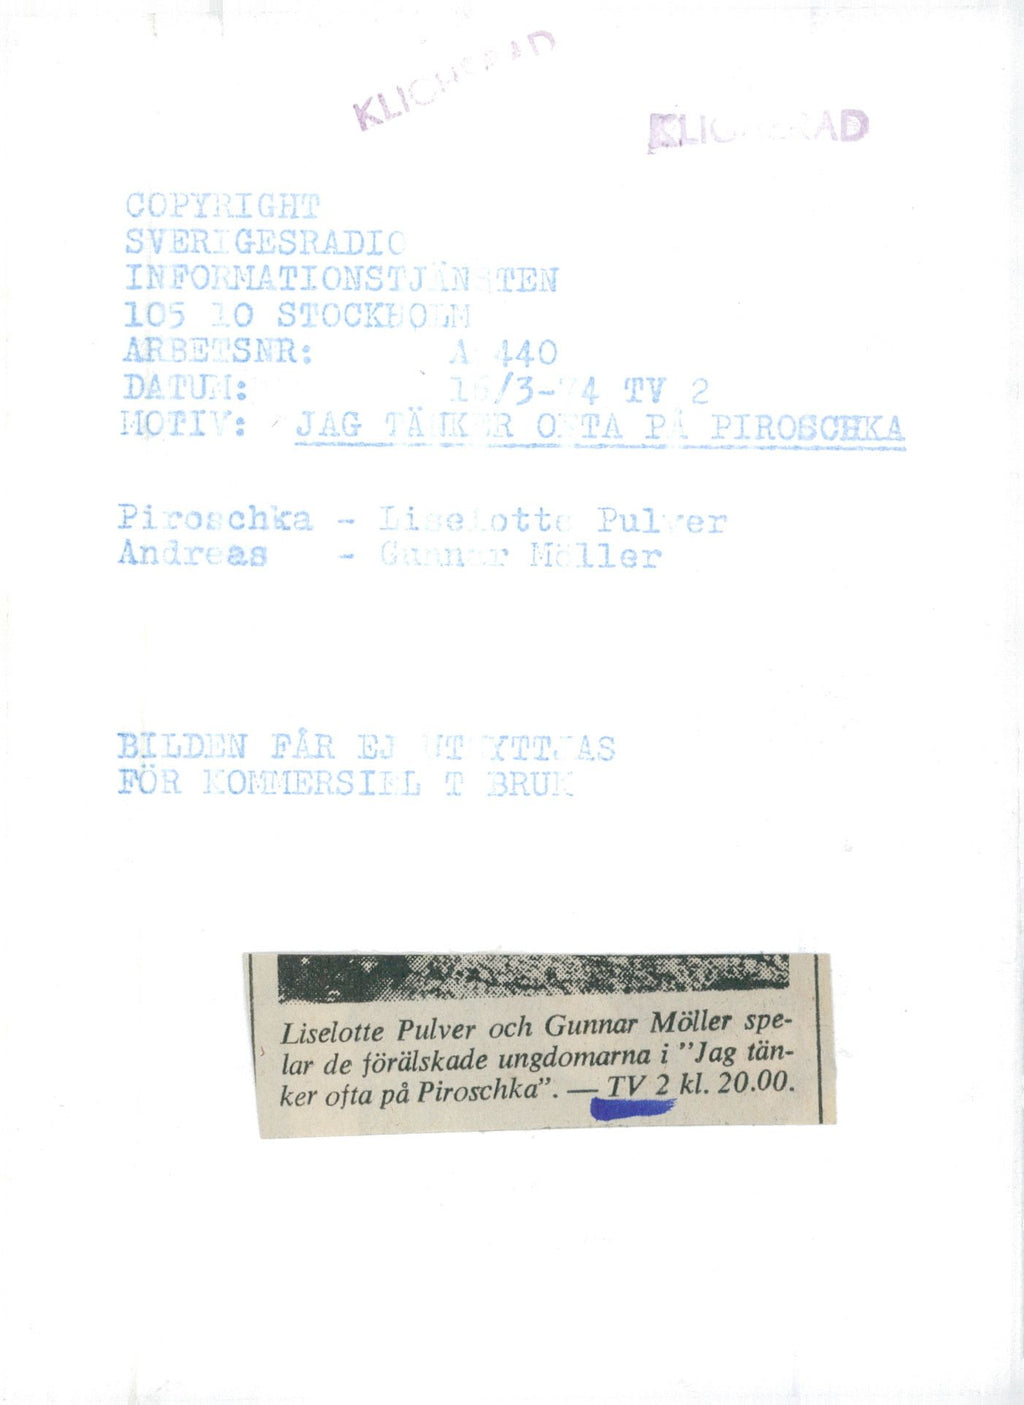 KLICHERAD
KLICHERAD
COPYRIGHT
SVERIGESRADIO
INFORMATIONSTJÄNSTEN
105 10 STOCKHOLM
ARBETSNR: A 440
DATUM: /3-74 TV 2
MOTIV: JAG TÄNKER OFTA PÅ PIROSCHKA
Piroschka - Liselotte Pulver
Andreas - Gunnar Möller
BILDEN FÅR EJ UTNYTTJAS
FÖR KOMMERSIELLT BRUK
Liselotte Pulver och Gunnar Möller spe-
lar de förälskade ungdomarna i ”Jag tän-
ker ofta på Piroschka”. — TV 2 kl. 20.00.